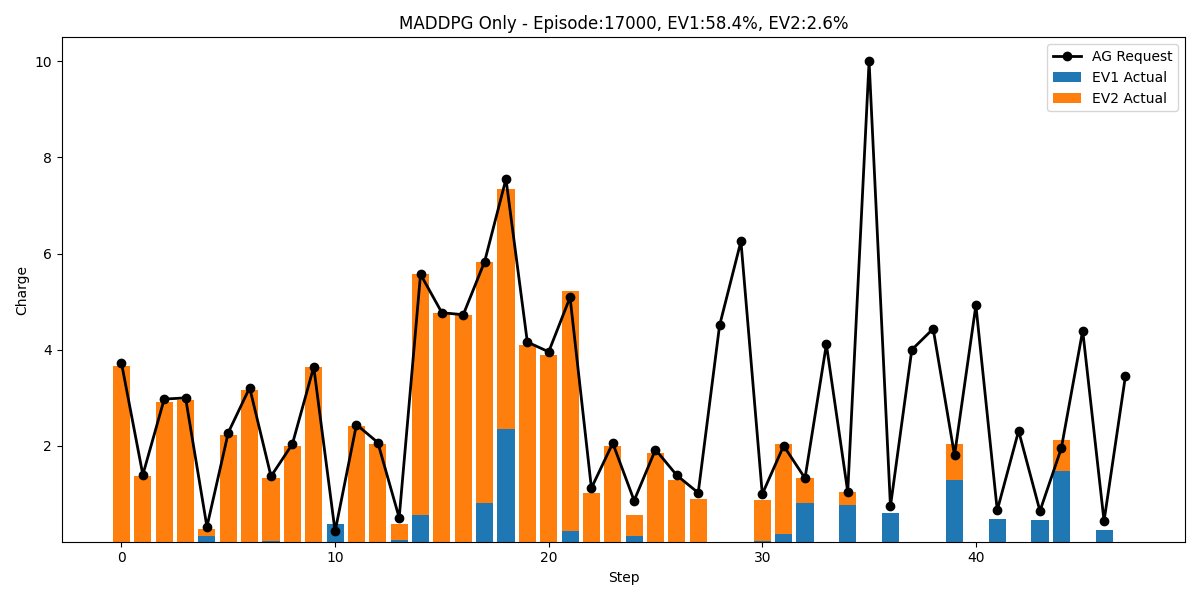 MADDPG Only - Episode:17000, EV1:58.4%, EV2:2.6%
AG Request
EV1 Actual
EV2 Actual
Charge
10
8
6
4
2
0
10
20
30
40
Step